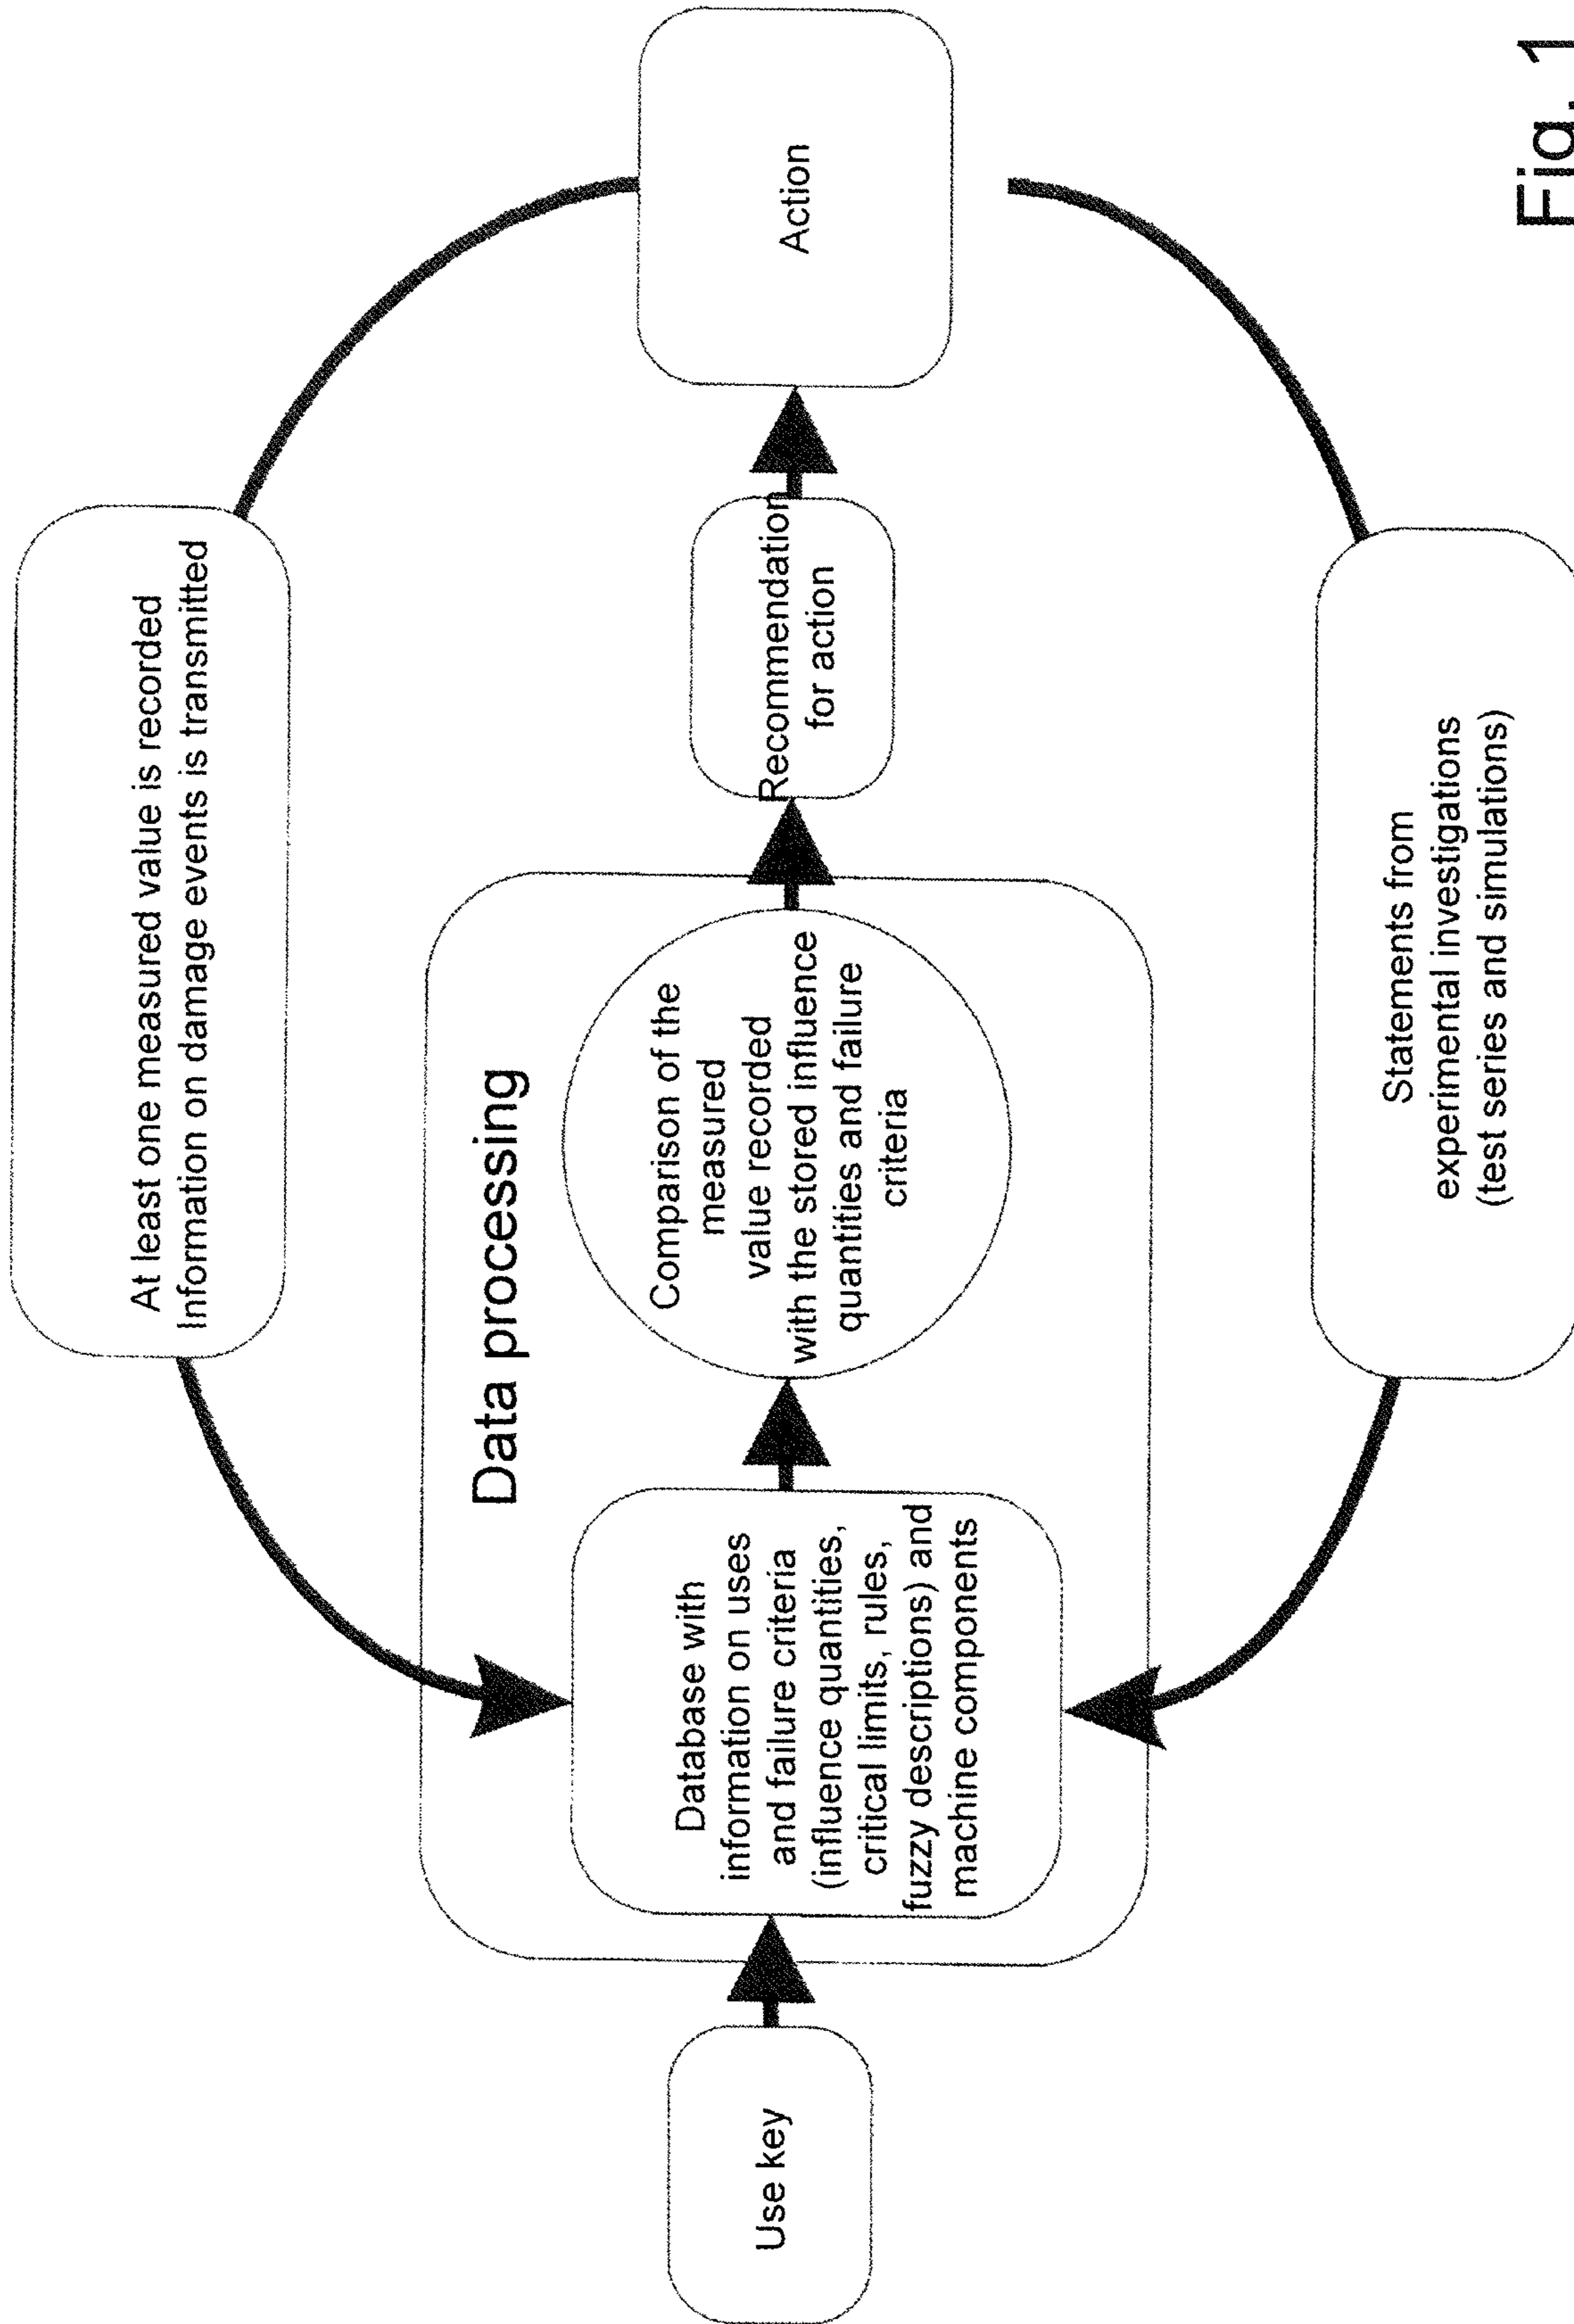 At least one measured value is recorded
Information on damage events is transmitted
Data processing
Use key
Database with
information on uses
and failure criteria
(influence quantities,
critical limits, rules,
fuzzy descriptions) and
machine components
Comparison of the
measured
value recorded
with the stored influence
quantities and failure
criteria
Recommendation
for action
Action
Statements from
experimental investigations
(test series and simulations)
Fig. 1